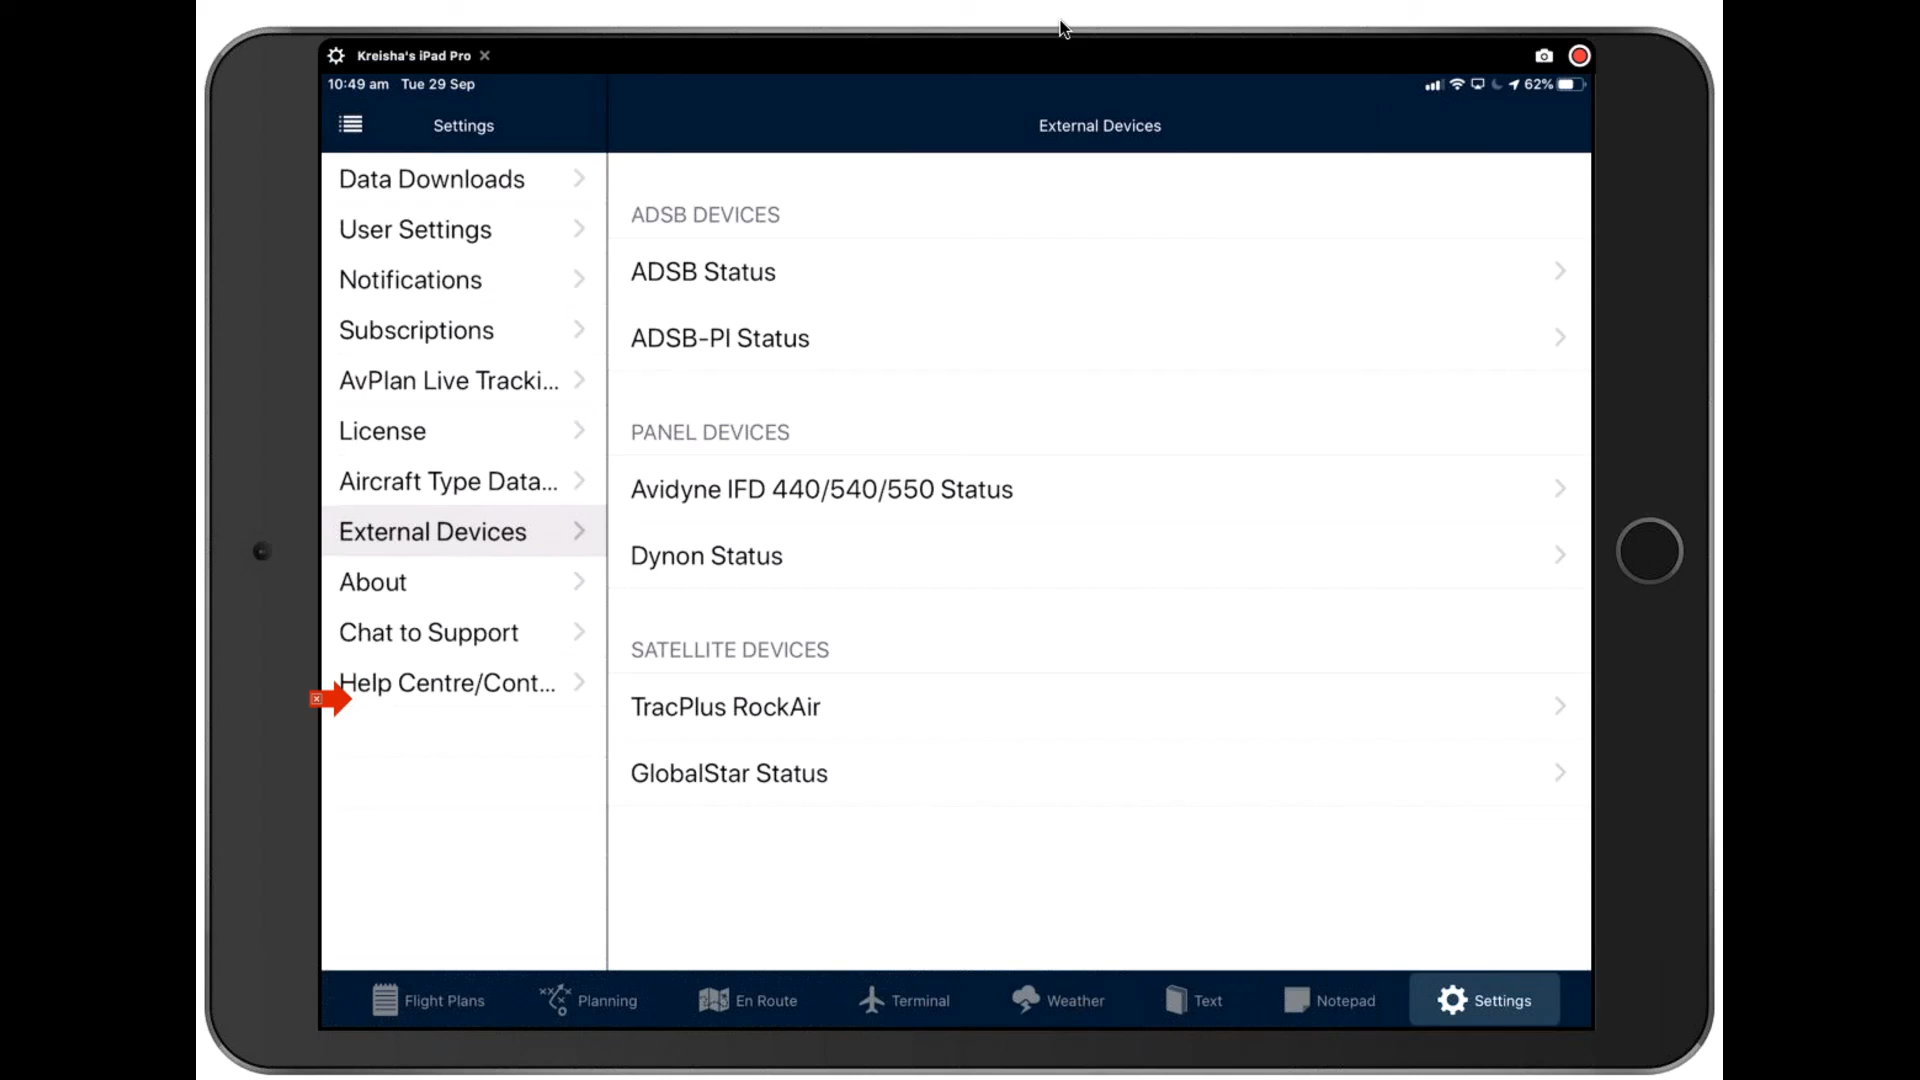 Kreisha's iPad Pro
10:49 am Tue 29 Sep
62%
Settings
External Devices
Data Downloads
User Settings
Notifications
Subscriptions
AvPlan Live Tracki...
License
Aircraft Type Data...
External Devices
About
Chat to Support
Help Centre/Cont...
ADSB DEVICES
ADSB Status
ADSB-PI Status
PANEL DEVICES
Avidyne IFD 440/540/550 Status
Dynon Status
SATELLITE DEVICES
TracPlus RockAir
GlobalStar Status
Flight Plans
Planning
En Route
Terminal
Weather
Text
Notepad
Settings